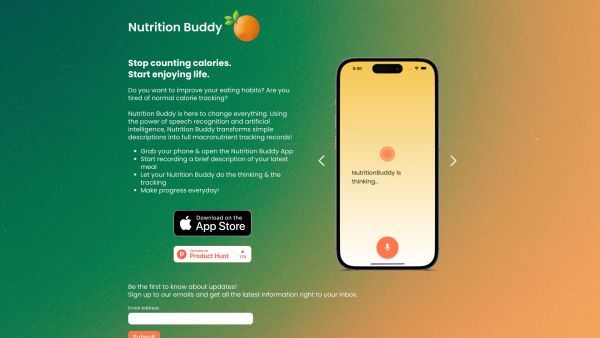 Nutrition Buddy
Stop counting calories.
Start enjoying life.
Do you want to improve your eating habits? Are you
tired of normal calorie tracking?
Nutrition Buddy is here to change everything. Using
the power of speech recognition and artificial
intelligence, Nutrition Buddy transforms simple
descriptions into full macronutrient tracking records!
Grab your phone & open the Nutrition Buddy App
Start recording a brief description of your latest
meal
Let your Nutrition Buddy do the thinking & the
tracking
Make progress everyday!
Download on the
App Store
Product Hunt
176
5:50
NutritionBuddy is
thinking...
Be the first to know about updates!
Sign up to our emails and get all the latest information right to your inbox.
Email Address
Submit